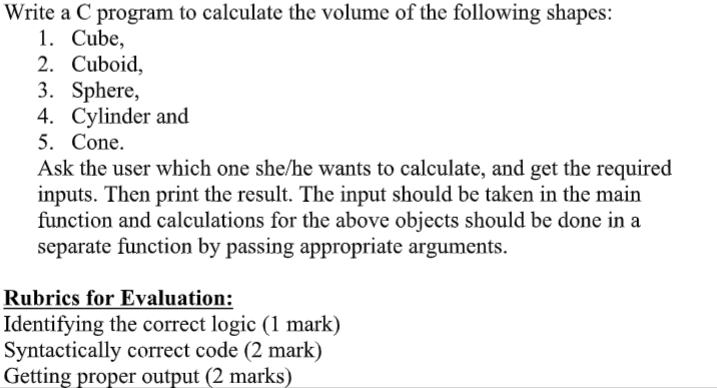 Write a C program to calculate the volume of the following shapes:
1. Cube,
2. Cuboid,
3. Sphere,
4. Cylinder and
5. Cone.
Ask the user which one she/he wants to calculate, and get the required
inputs. Then print the result. The input should be taken in the main
function and calculations for the above objects should be done in a
separate function by passing appropriate arguments.
Rubrics for Evaluation:
Identifying the correct logic (1 mark)
Syntactically correct code (2 mark)
Getting proper output (2 marks)